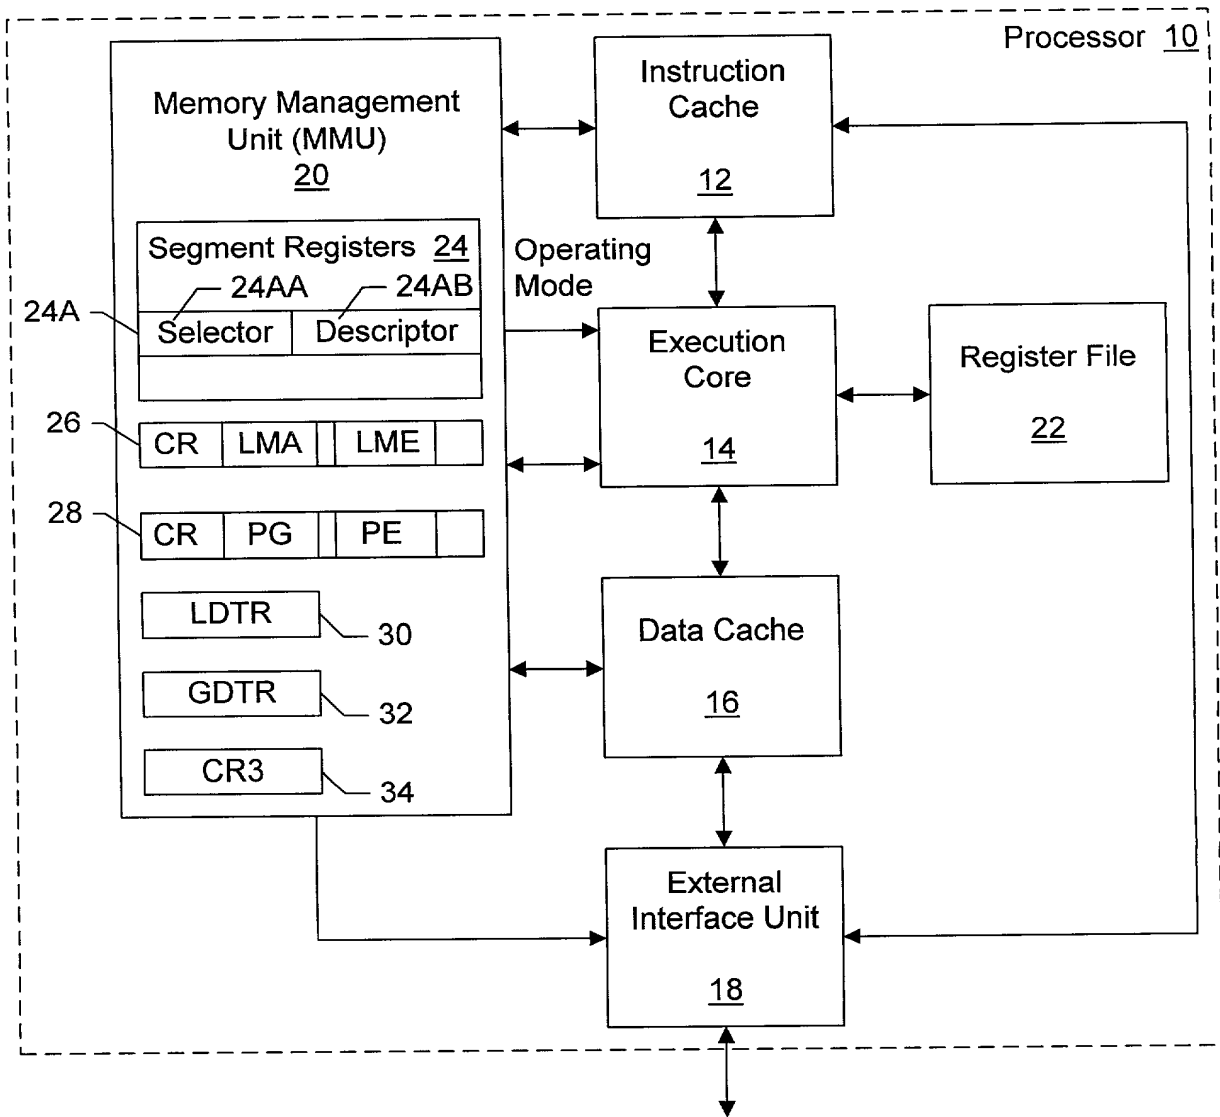 Processor 10
Memory Management
Unit (MMU)
20
Segment Registers 24
24AA
24AB
24A
Selector
Descriptor
26
CR
LMA
LME
28
CR
PG
PE
LDTR
30
GDTR
32
CR3
34
Operating
Mode
Instruction
Cache
12
Execution
Core
14
Register File
22
Data Cache
16
External
Interface Unit
18